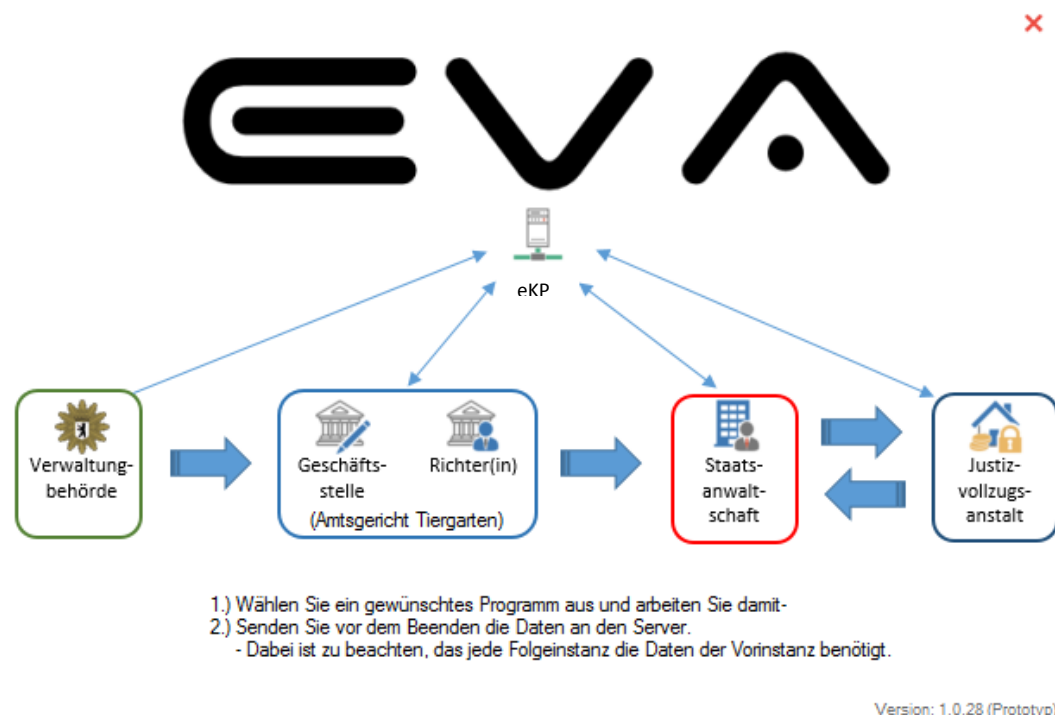 EVA
eKP
Verwaltung-
behörde
Geschäfts-
stelle
Richter(in)
(Amtsgericht Tiergarten)
Staats-
anwalt-
schaft
Justiz-
vollzugs-
anstalt
1.) Wählen Sie ein gewünschtes Programm aus und arbeiten Sie damit-
2.) Senden Sie vor dem Beenden die Daten an den Server.
- Dabei ist zu beachten, das jede Folgeinstanz die Daten der Vorinstanz benötigt.
Version: 1.0.28 (Prototyp)